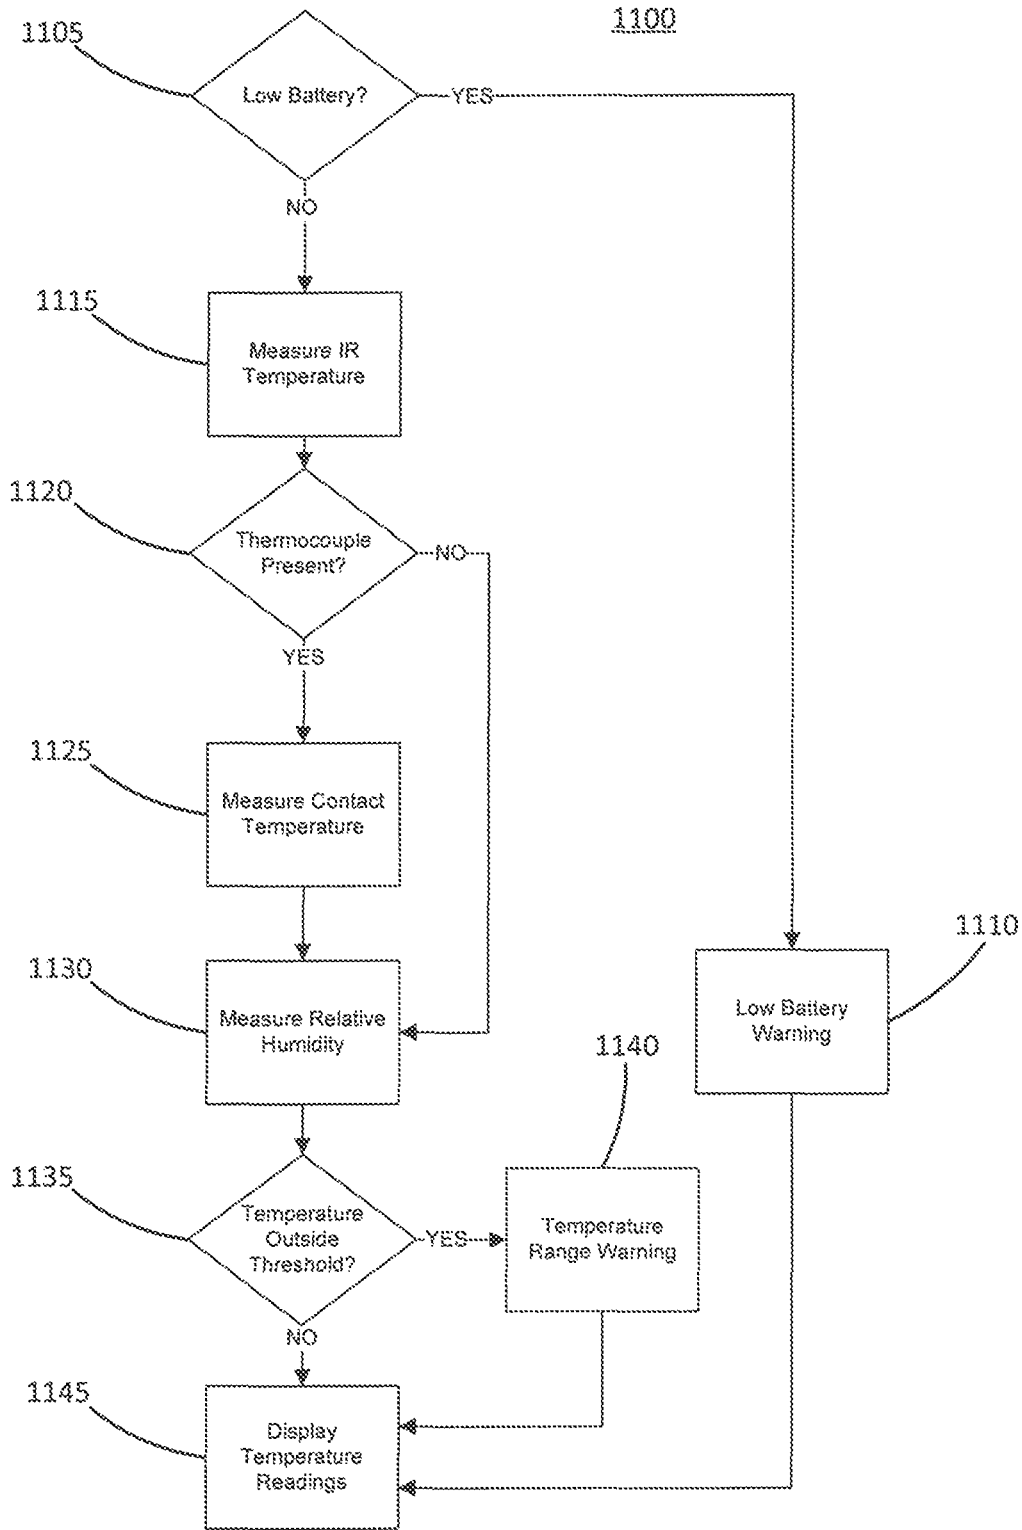 1100
1105
Low Battery?
YES
NO
1115
Measure IR
Temperature
1120
Thermocouple
Present?
NO
YES
1125
Measure Contact
Temperature
1110
Low Battery
Warning
1130
Measure Relative
Humidity
1140
1135
Temperature
Outside
Threshold?
YES
Temperature
Range Warning
NO
1145
Display
Temperature
Readings